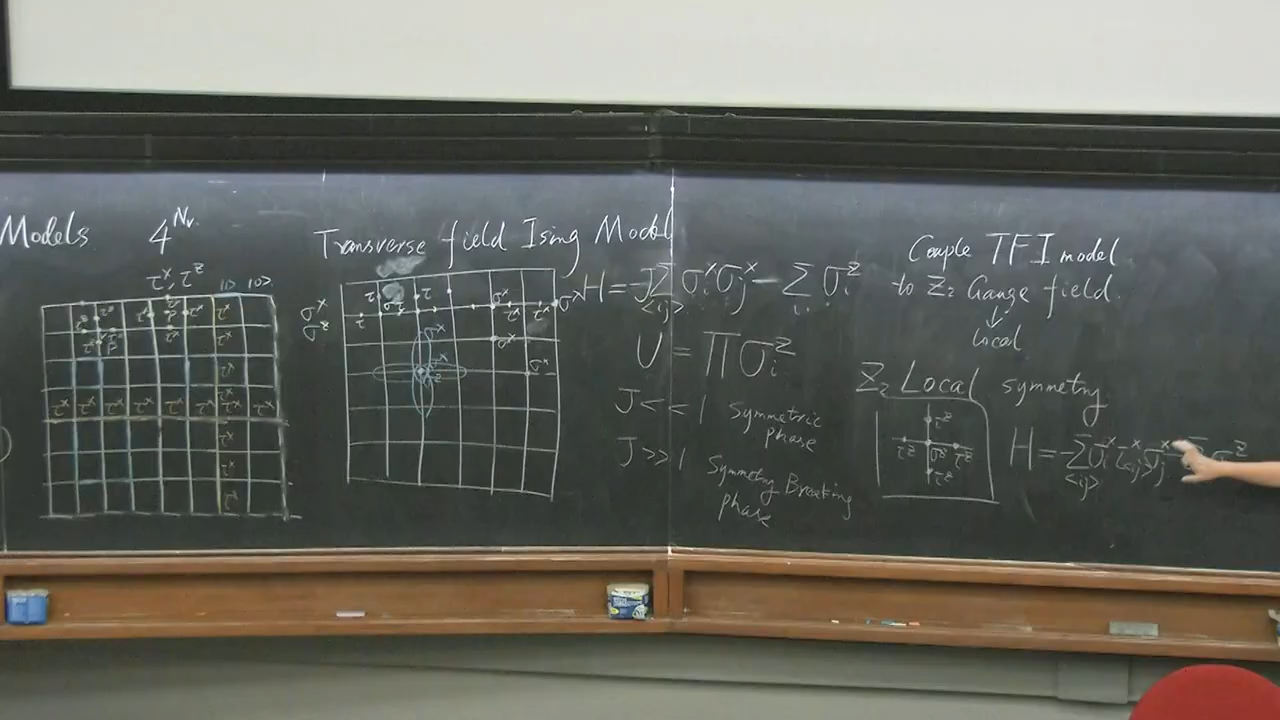 Models 4^{N_v}
τ^x, τ^z
|1> |0>
τ^x τ^x τ^x τ^x τ^x τ^x τ^x τ^x
Transverse field Ising Model
σ^x
σ^z
H = -J Σ_{<ij>} σ_i^x σ_j^x - Σ_i σ_i^z
U = Π σ_i^z
J << 1 Symmetric
phase
J >> 1 Symmetry Breaking
phase
Couple TFI model
to Z_2 Gauge field
↓
local
Z_2 Local symmetry
τ^z
τ^z σ^z τ^z
τ^z
H = -Σ_{<ij>} σ_i^x τ_{<ij>}^x σ_j^x